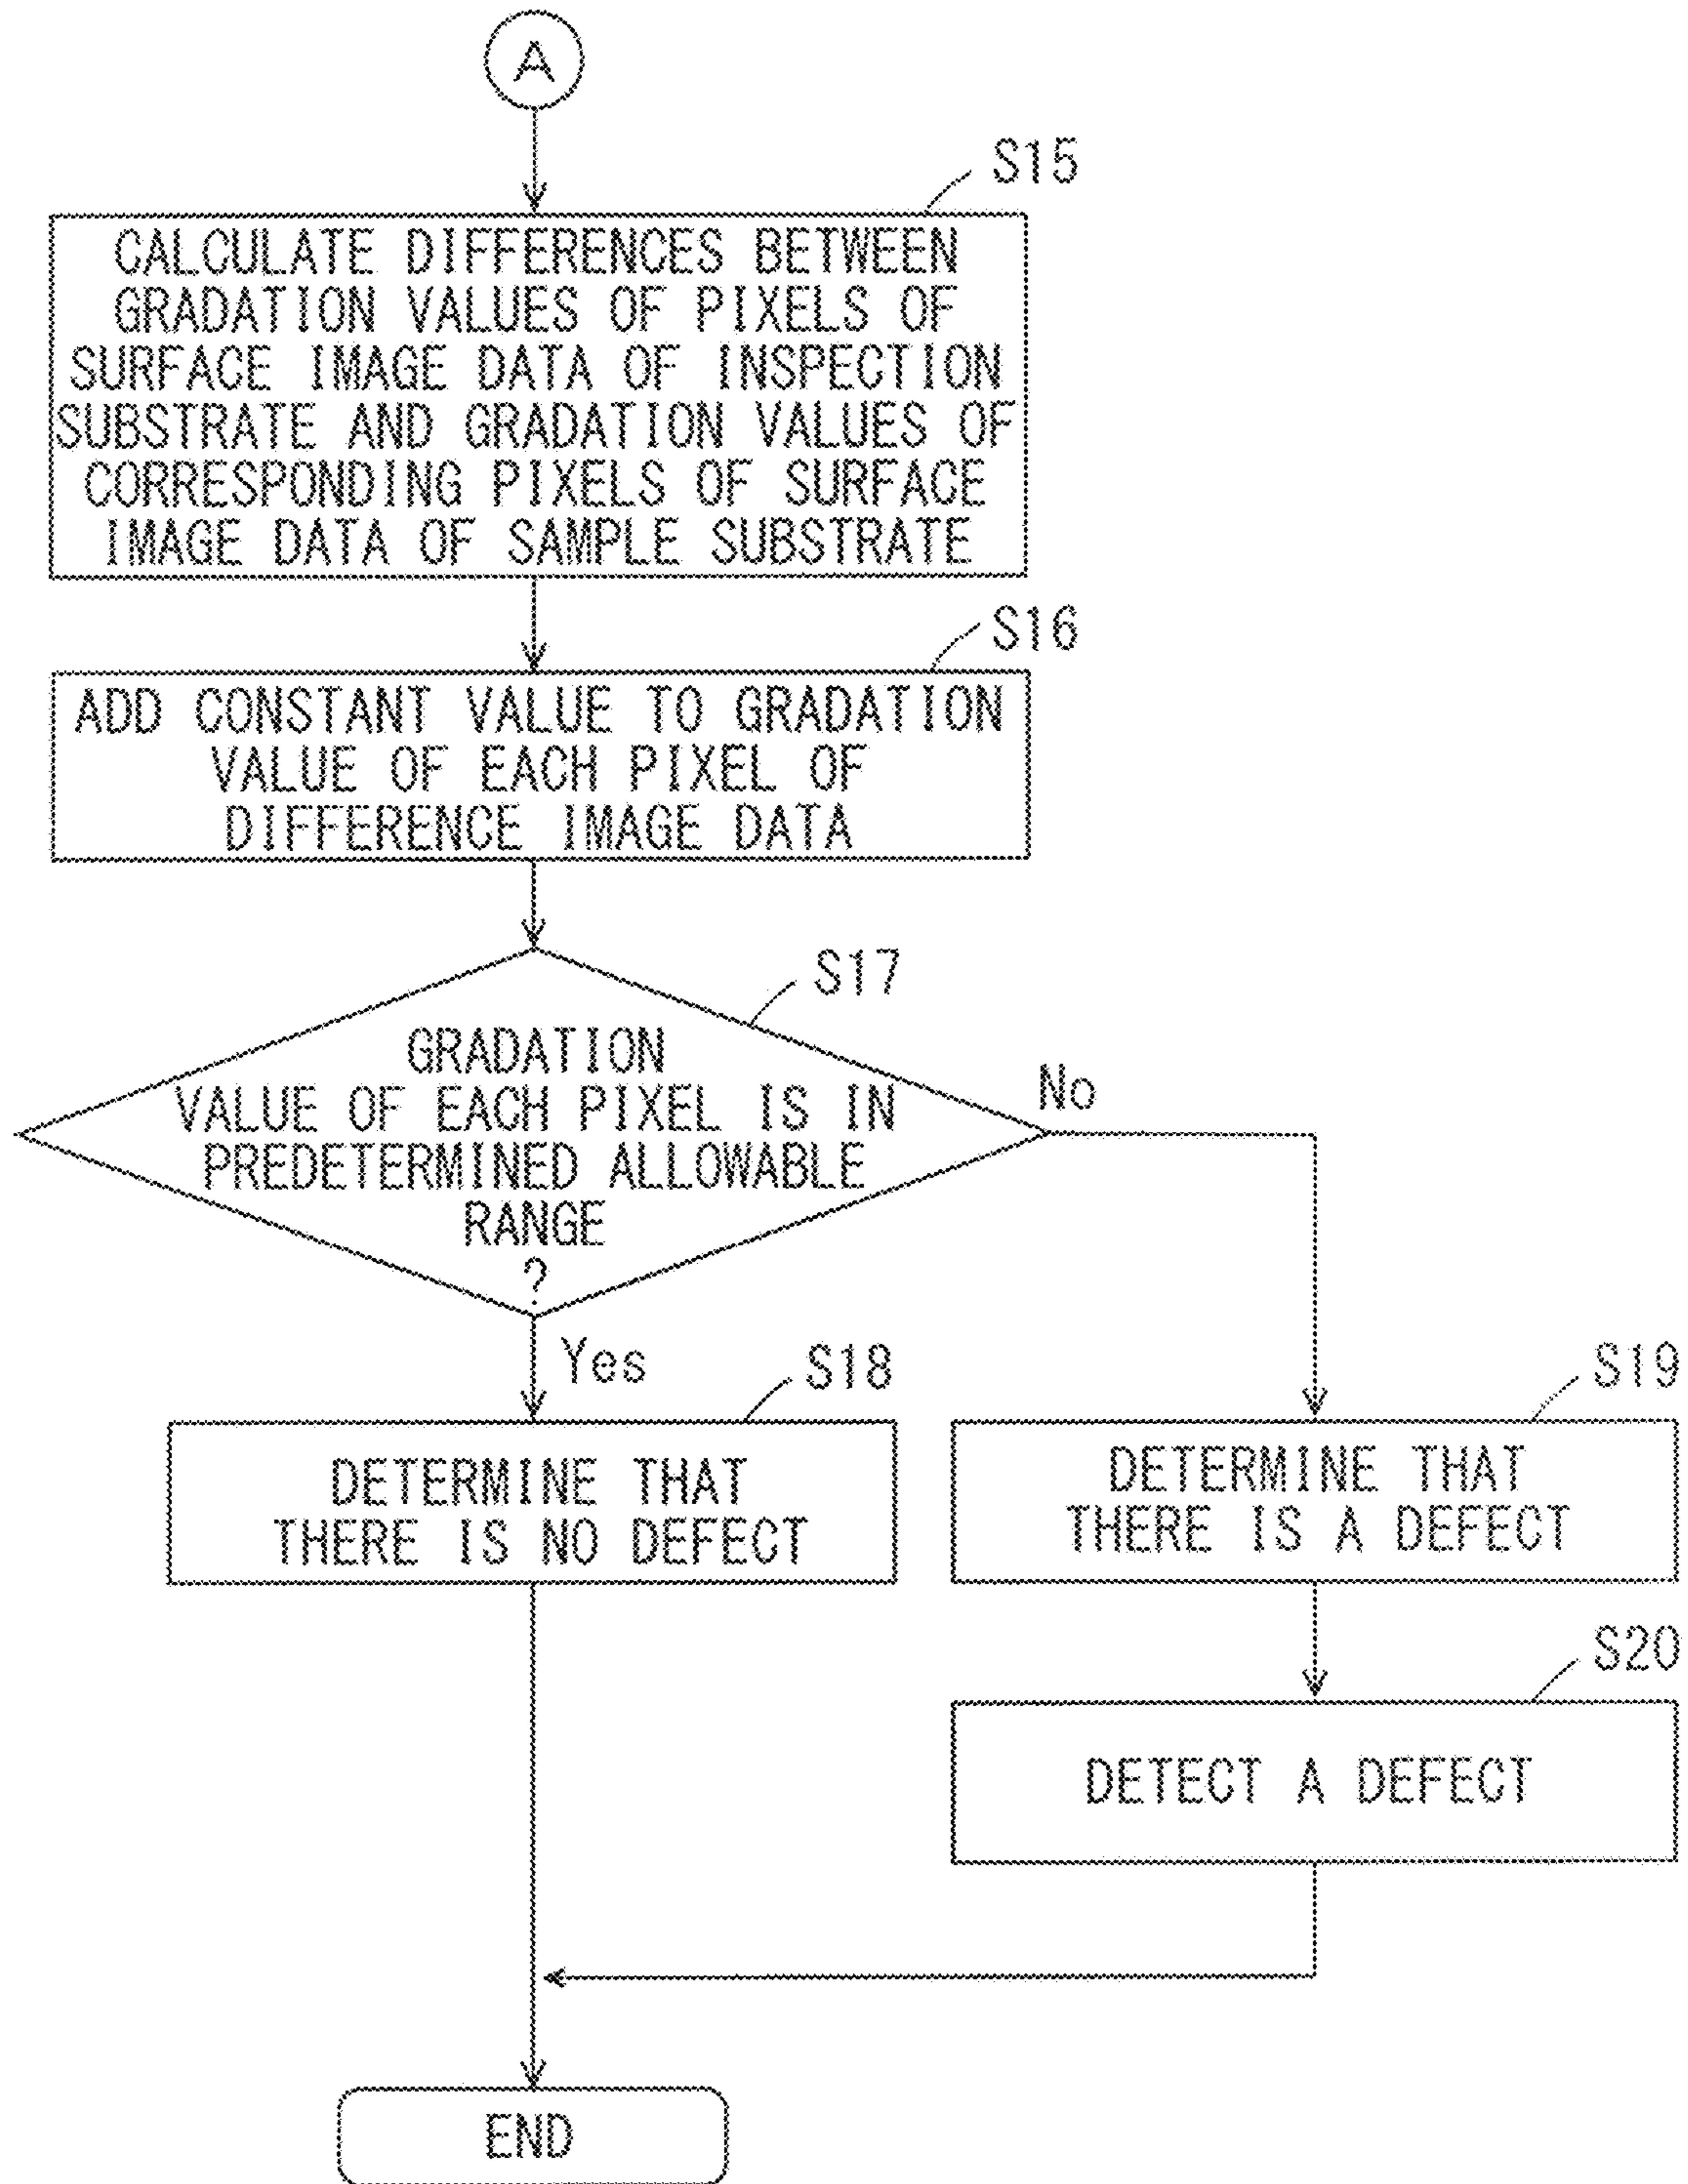 A
S15
CALCULATE DIFFERENCES BETWEEN
GRADATION VALUES OF PIXELS OF
SURFACE IMAGE DATA OF INSPECTION
SUBSTRATE AND GRADATION VALUES OF
CORRESPONDING PIXELS OF SURFACE
IMAGE DATA OF SAMPLE SUBSTRATE
S16
ADD CONSTANT VALUE TO GRADATION
VALUE OF EACH PIXEL OF
DIFFERENCE IMAGE DATA
S17
GRADATION
VALUE OF EACH PIXEL IS IN
PREDETERMINED ALLOWABLE
RANGE
?
No
Yes
S18
DETERMINE THAT
THERE IS NO DEFECT
S19
DETERMINE THAT
THERE IS A DEFECT
S20
DETECT A DEFECT
END